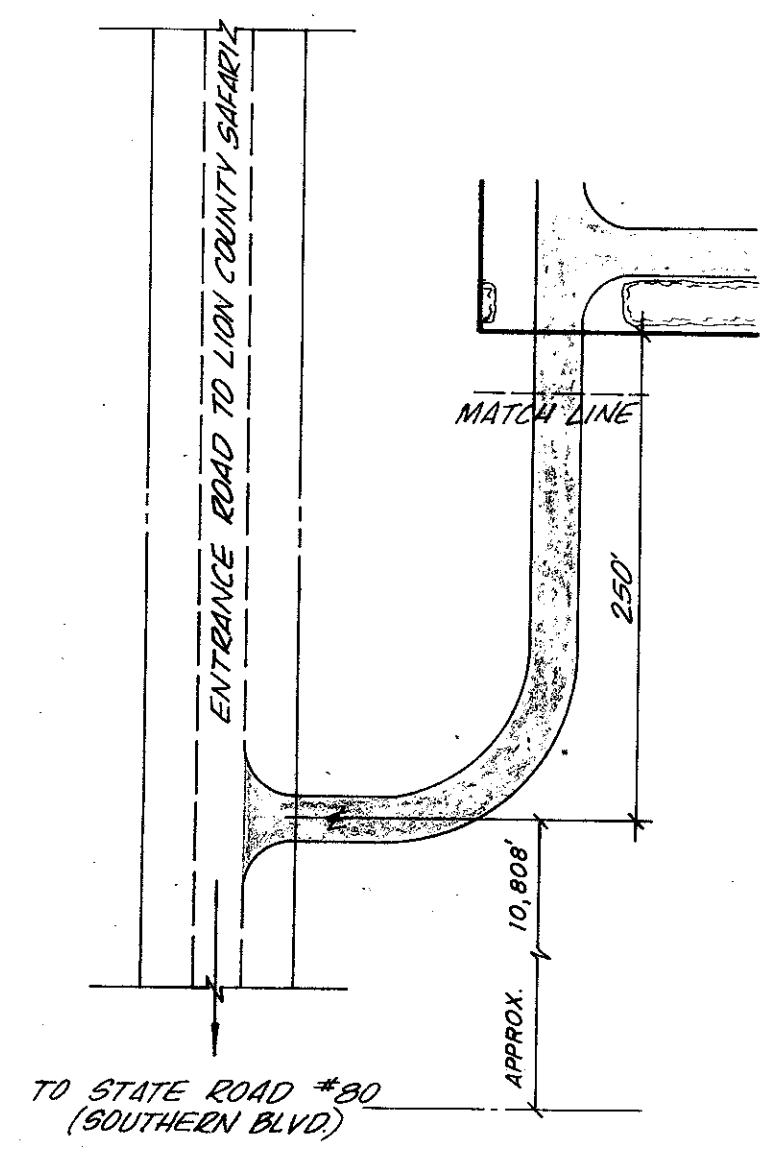 ENTRANCE ROAD TO LION COUNTY SAFARI
MATCH LINE
250'
10,808'
APPROX.
TO STATE ROAD #80
(SOUTHERN BLVD.)